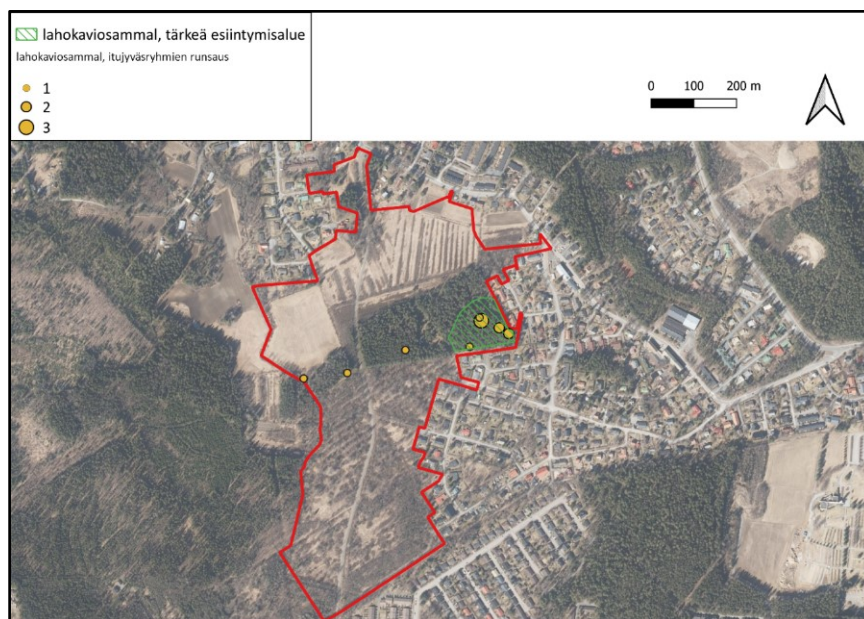 lahokaviosammal, tärkeä esiintymisalue
lahokaviosammal, itujyväsryhmien runsaus
1
2
3
0 100 200 m